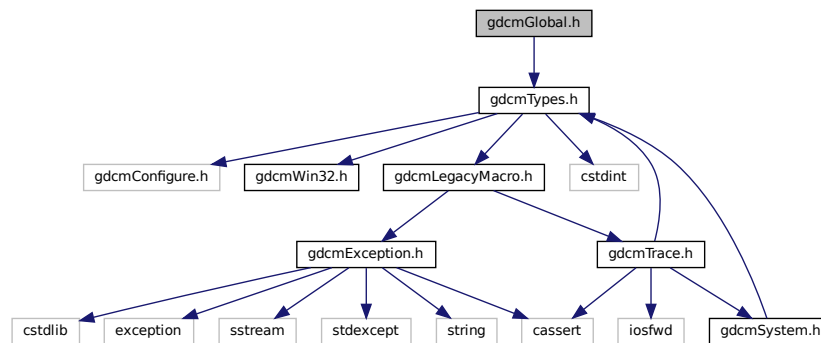 gdcmGlobal.h
gdcmTypes.h
gdcmConfigure.h
gdcmWin32.h
gdcmLegacyMacro.h
cstdint
gdcmException.h
gdcmTrace.h
cstdlib
exception
sstream
stdexcept
string
cassert
iosfwd
gdcmSystem.h